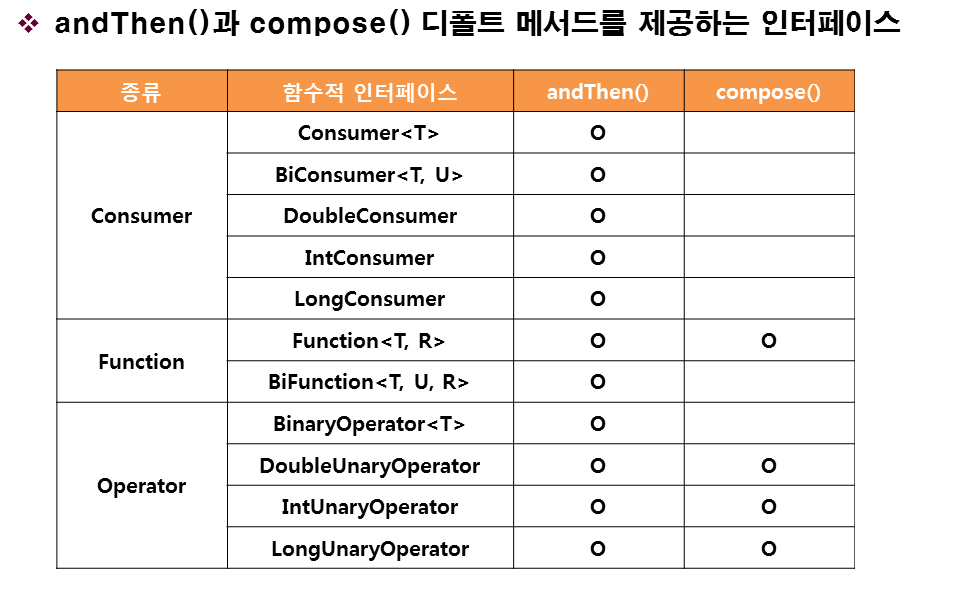 ❖ andThen()과 compose() 디폴트 메서드를 제공하는 인터페이스
종류 함수적 인터페이스 andThen() compose()
Consumer Consumer<T> O
BiConsumer<T, U> O
DoubleConsumer O
IntConsumer O
LongConsumer O
Function Function<T, R> O O
BiFunction<T, U, R> O
Operator BinaryOperator<T> O
DoubleUnaryOperator O O
IntUnaryOperator O O
LongUnaryOperator O O